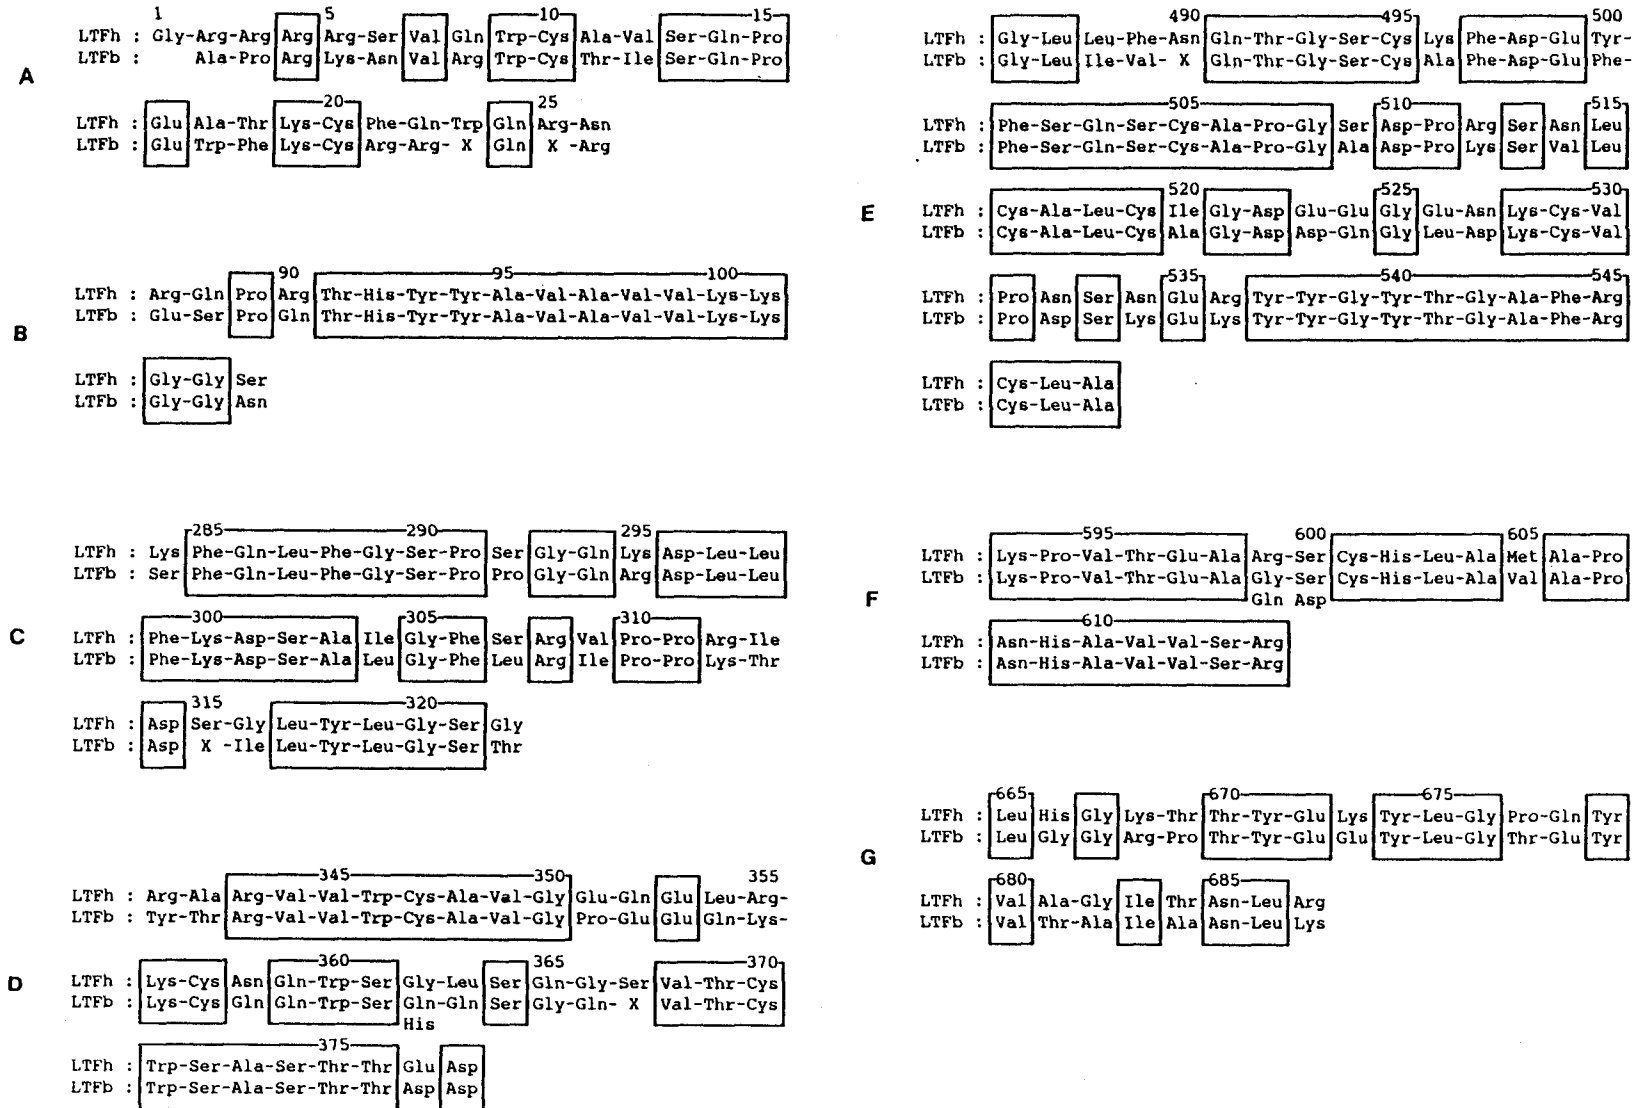 1 5 10 15
LTFh : Gly-Arg-Arg Arg Arg-Ser Val Gln Trp-Cys Ala-Val Ser-Gln-Pro
A
LTFb : Ala-Pro Arg Lys-Asn Val Arg Trp-Cys Thr-Ile Ser-Gln-Pro
20 25
LTFh : Glu Ala-Thr Lys-Cys Phe-Gln-Trp Gln Arg-Asn
LTFb : Glu Trp-Phe Lys-Cys Arg-Arg- X Gln X -Arg
90 95 100
LTFh : Arg-Gln Pro Arg Thr-His-Tyr-Tyr-Ala-Val-Ala-Val-Val-Lys-Lys
LTFb : Glu-Ser Pro Gln Thr-His-Tyr-Tyr-Ala-Val-Ala-Val-Val-Lys-Lys
B
LTFh : Gly-Gly Ser
LTFb : Gly-Gly Asn
285 290 295
LTFh : Lys Phe-Gln-Leu-Phe-Gly-Ser-Pro Ser Gly-Gln Lys Asp-Leu-Leu
LTFb : Ser Phe-Gln-Leu-Phe-Gly-Ser-Pro Pro Gly-Gln Arg Asp-Leu-Leu
300 305 310
C
LTFh : Phe-Lys-Asp-Ser-Ala Ile Gly-Phe Ser Arg Val Pro-Pro Arg-Ile
LTFb : Phe-Lys-Asp-Ser-Ala Leu Gly-Phe Leu Arg Ile Pro-Pro Lys-Thr
315 320
LTFh : Asp Ser-Gly Leu-Tyr-Leu-Gly-Ser Gly
LTFb : Asp X -Ile Leu-Tyr-Leu-Gly-Ser Thr
345 350 355
LTFh : Arg-Ala Arg-Val-Val-Trp-Cys-Ala-Val-Gly Glu-Gln Glu Leu-Arg-
LTFb : Tyr-Thr Arg-Val-Val-Trp-Cys-Ala-Val-Gly Pro-Glu Glu Gln-Lys-
360 365 370
D
LTFh : Lys-Cys Asn Gln-Trp-Ser Gly-Leu Ser Gln-Gly-Ser Val-Thr-Cys
LTFb : Lys-Cys Gln Gln-Trp-Ser Gln-Gln Ser Gly-Gln- X Val-Thr-Cys
His
375
LTFh : Trp-Ser-Ala-Ser-Thr-Thr Glu Asp
LTFb : Trp-Ser-Ala-Ser-Thr-Thr Asp Asp
490 495 500
LTFh : Gly-Leu Leu-Phe-Asn Gln-Thr-Gly-Ser-Cys Lys Phe-Asp-Glu Tyr-
LTFb : Gly-Leu Ile-Val- X Gln-Thr-Gly-Ser-Cys Ala Phe-Asp-Glu Phe-
505 510 515
LTFh : Phe-Ser-Gln-Ser-Cys-Ala-Pro-Gly Ser Asp-Pro Arg Ser Asn Leu
LTFb : Phe-Ser-Gln-Ser-Cys-Ala-Pro-Gly Ala Asp-Pro Lys Ser Val Leu
520 525 530
E
LTFh : Cys-Ala-Leu-Cys Ile Gly-Asp Glu-Glu Gly Glu-Asn Lys-Cys-Val
LTFb : Cys-Ala-Leu-Cys Ala Gly-Asp Asp-Gln Gly Leu-Asp Lys-Cys-Val
535 540 545
LTFh : Pro Asn Ser Asn Glu Arg Tyr-Tyr-Gly-Tyr-Thr-Gly-Ala-Phe-Arg
LTFb : Pro Asp Ser Lys Glu Lys Tyr-Tyr-Gly-Tyr-Thr-Gly-Ala-Phe-Arg
LTFh : Cys-Leu-Ala
LTFb : Cys-Leu-Ala
595 600 605
LTFh : Lys-Pro-Val-Thr-Glu-Ala Arg-Ser Cys-His-Leu-Ala Met Ala-Pro
LTFb : Lys-Pro-Val-Thr-Glu-Ala Gly-Ser Cys-His-Leu-Ala Val Ala-Pro
F
Gln Asp
610
LTFh : Asn-His-Ala-Val-Val-Ser-Arg
LTFb : Asn-His-Ala-Val-Val-Ser-Arg
665 670 675
LTFh : Leu His Gly Lys-Thr Thr-Tyr-Glu Lys Tyr-Leu-Gly Pro-Gln Tyr
LTFb : Leu Gly Gly Arg-Pro Thr-Tyr-Glu Glu Tyr-Leu-Gly Thr-Glu Tyr
G
680 685
LTFh : Val Ala-Gly Ile Thr Asn-Leu Arg
LTFb : Val Thr-Ala Ile Ala Asn-Leu Lys